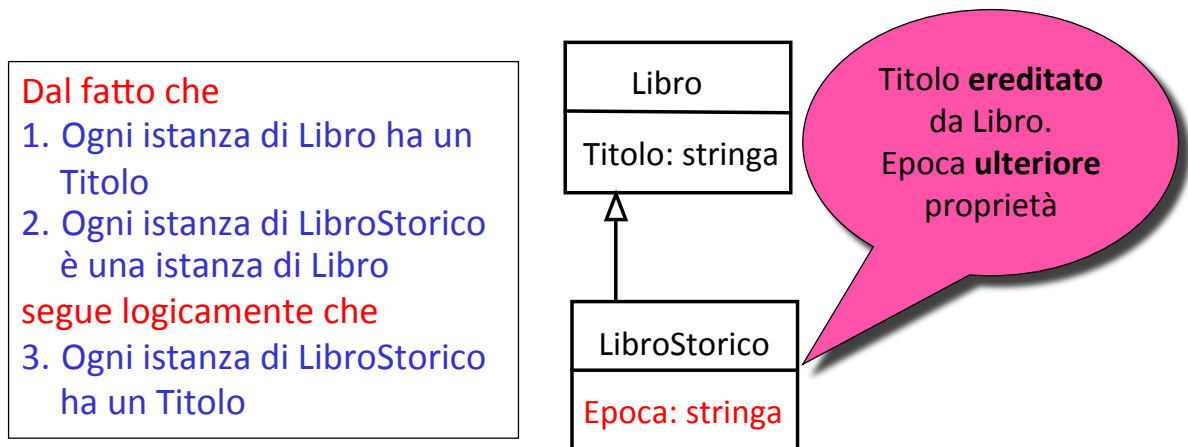 Dal fatto che
1. Ogni istanza di Libro ha un
Titolo
2. Ogni istanza di LibroStorico
è una istanza di Libro
segue logicamente che
3. Ogni istanza di LibroStorico
ha un Titolo
Libro
Titolo: stringa
LibroStorico
Epoca: stringa
Titolo ereditato
da Libro.
Epoca ulteriore
proprietà